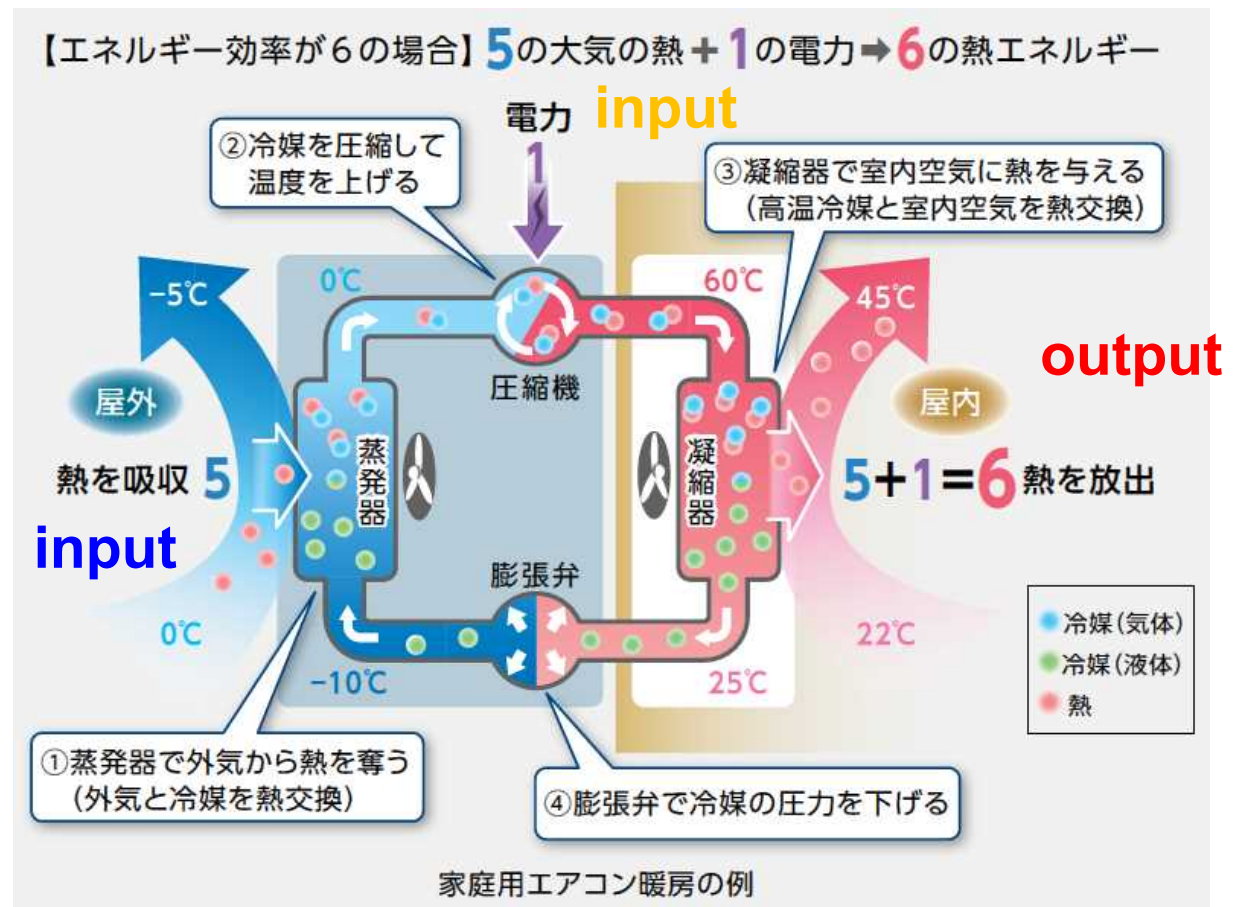 【エネルギー効率が6の場合】5の大気の熱+1の電力➡6の熱エネルギー
電力
input
1
②冷媒を圧縮して
温度を上げる
③凝縮器で室内空気に熱を与える
(高温冷媒と室内空気を熱交換)
-5℃
0℃
60℃
45℃
output
圧縮機
屋外
屋内
蒸発器
凝縮器
熱を吸収 5
5+1=6 熱を放出
input
膨張弁
0℃
-10℃
25℃
22℃
冷媒(気体)
冷媒(液体)
熱
①蒸発器で外気から熱を奪う
(外気と冷媒を熱交換)
④膨張弁で冷媒の圧力を下げる
家庭用エアコン暖房の例